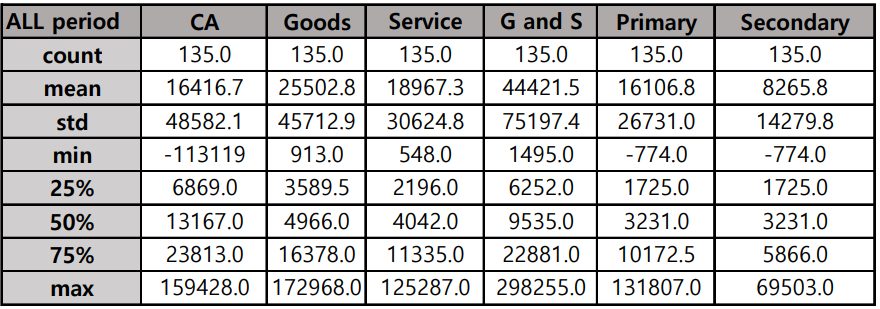 ALL period CA Goods Service G and S Primary Secondary
count 135.0 135.0 135.0 135.0 135.0 135.0
mean 16416.7 25502.8 18967.3 44421.5 16106.8 8265.8
std 48582.1 45712.9 30624.8 75197.4 26731.0 14279.8
min -113119 913.0 548.0 1495.0 -774.0 -774.0
25% 6869.0 3589.5 2196.0 6252.0 1725.0 1725.0
50% 13167.0 4966.0 4042.0 9535.0 3231.0 3231.0
75% 23813.0 16378.0 11335.0 22881.0 10172.5 5866.0
max 159428.0 172968.0 125287.0 298255.0 131807.0 69503.0